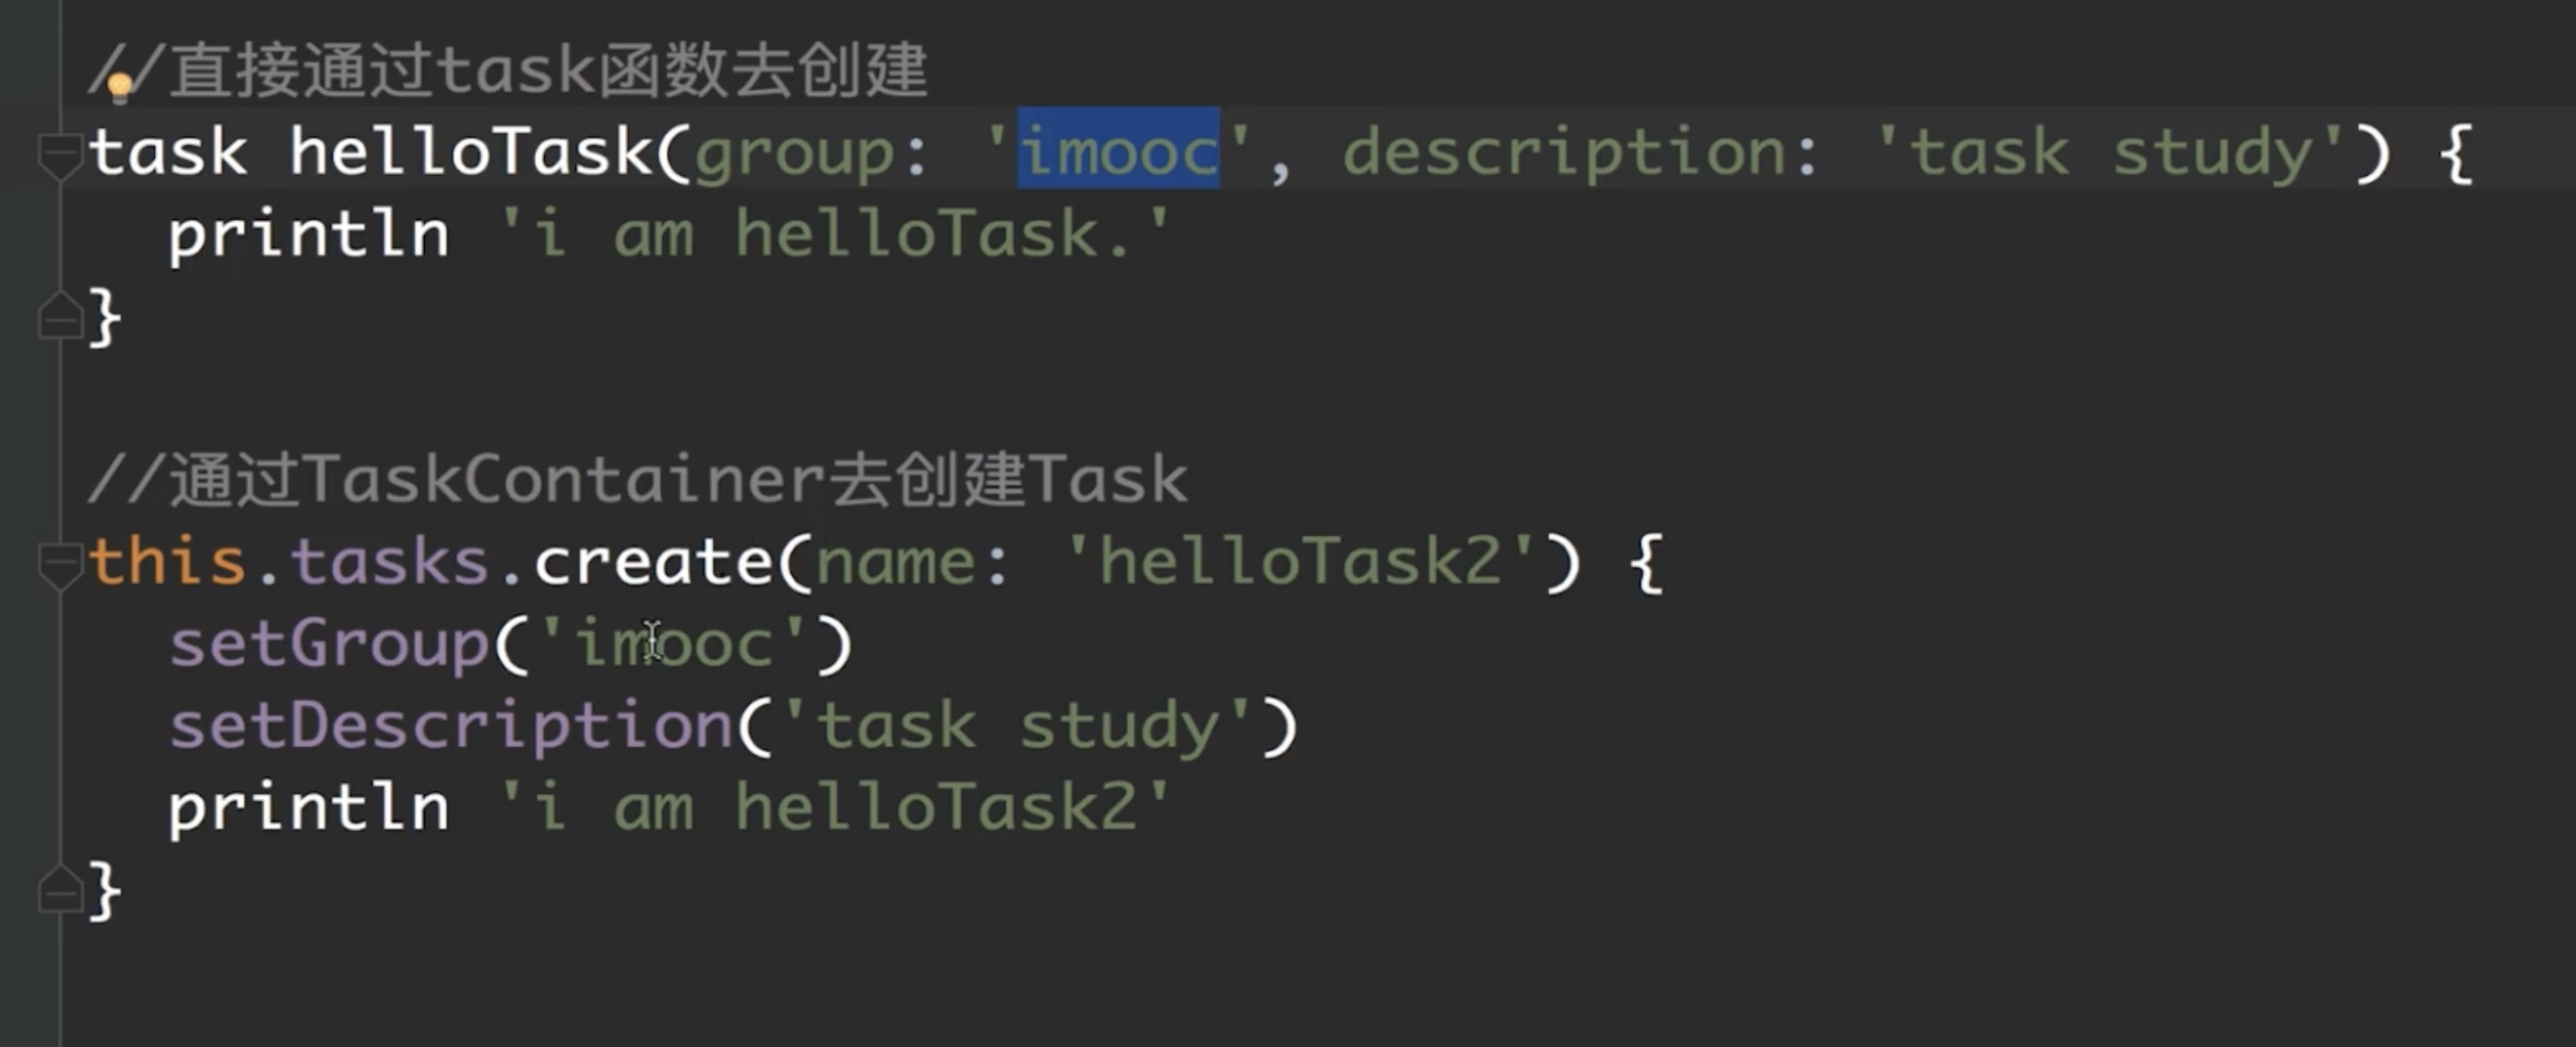 //直接通过task函数去创建
task helloTask(group: 'imooc', description: 'task study') {
  println 'i am helloTask.'
}
//通过TaskContainer去创建Task
this.tasks.create(name: 'helloTask2') {
  setGroup('imooc')
  setDescription('task study')
  println 'i am helloTask2'
}